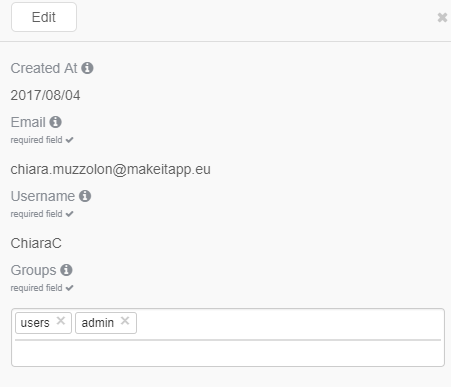 Edit
Created At
2017/08/04
Email
required field
chiara.muzzolon@makeitapp.eu
Username
required field
ChiaraC
Groups
required field
users admin